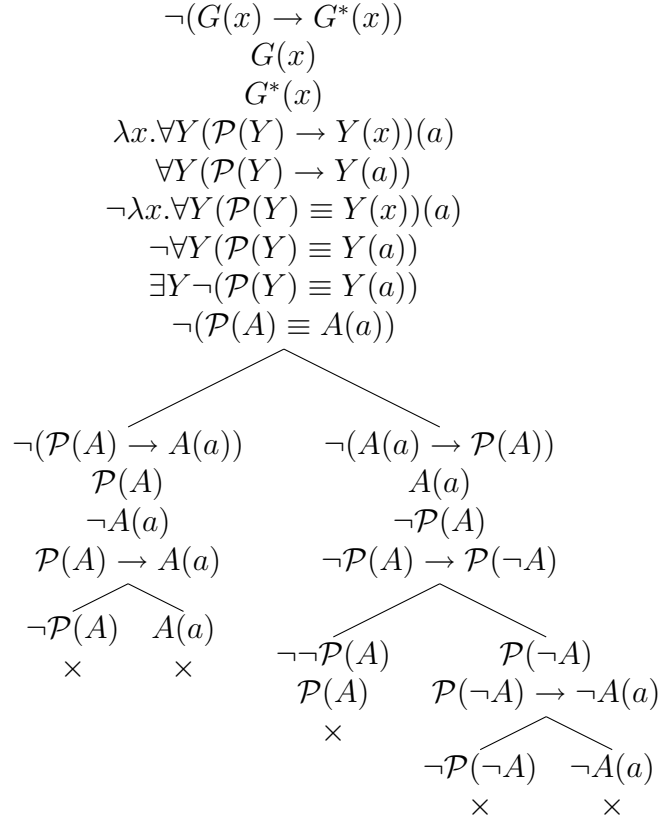 ¬(G(x) → G*(x))
G(x)
G*(x)
λx.∀Y(𝒫(Y) → Y(x))(a)
∀Y(𝒫(Y) → Y(a))
¬λx.∀Y(𝒫(Y) ≡ Y(x))(a)
¬∀Y(𝒫(Y) ≡ Y(a))
∃Y¬(𝒫(Y) ≡ Y(a))
¬(𝒫(A) ≡ A(a))
¬(𝒫(A) → A(a)) ¬(A(a) → 𝒫(A))
𝒫(A) A(a)
¬A(a) ¬𝒫(A)
𝒫(A) → A(a) ¬𝒫(A) → 𝒫(¬A)
¬𝒫(A) A(a)
× ×
¬¬𝒫(A) 𝒫(¬A)
𝒫(A) 𝒫(¬A) → ¬A(a)
×
¬𝒫(¬A) ¬A(a)
× ×